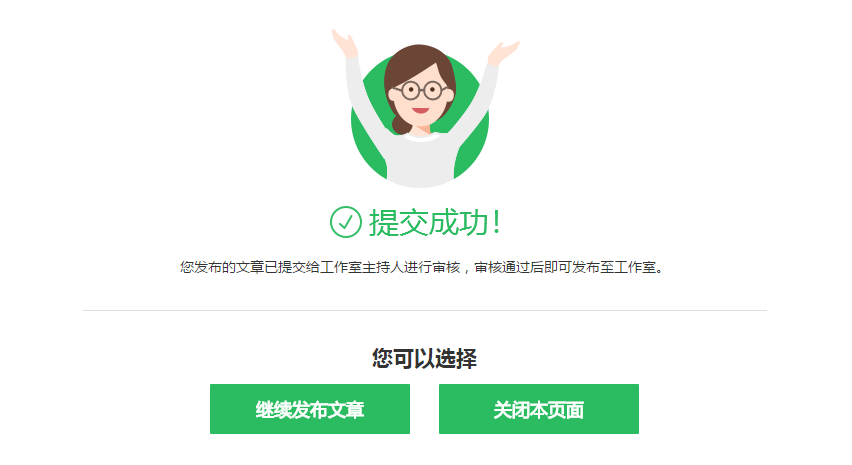 提交成功！
您发布的文章已提交给工作室主持人进行审核，审核通过后即可发布至工作室。
您可以选择
继续发布文章
关闭本页面